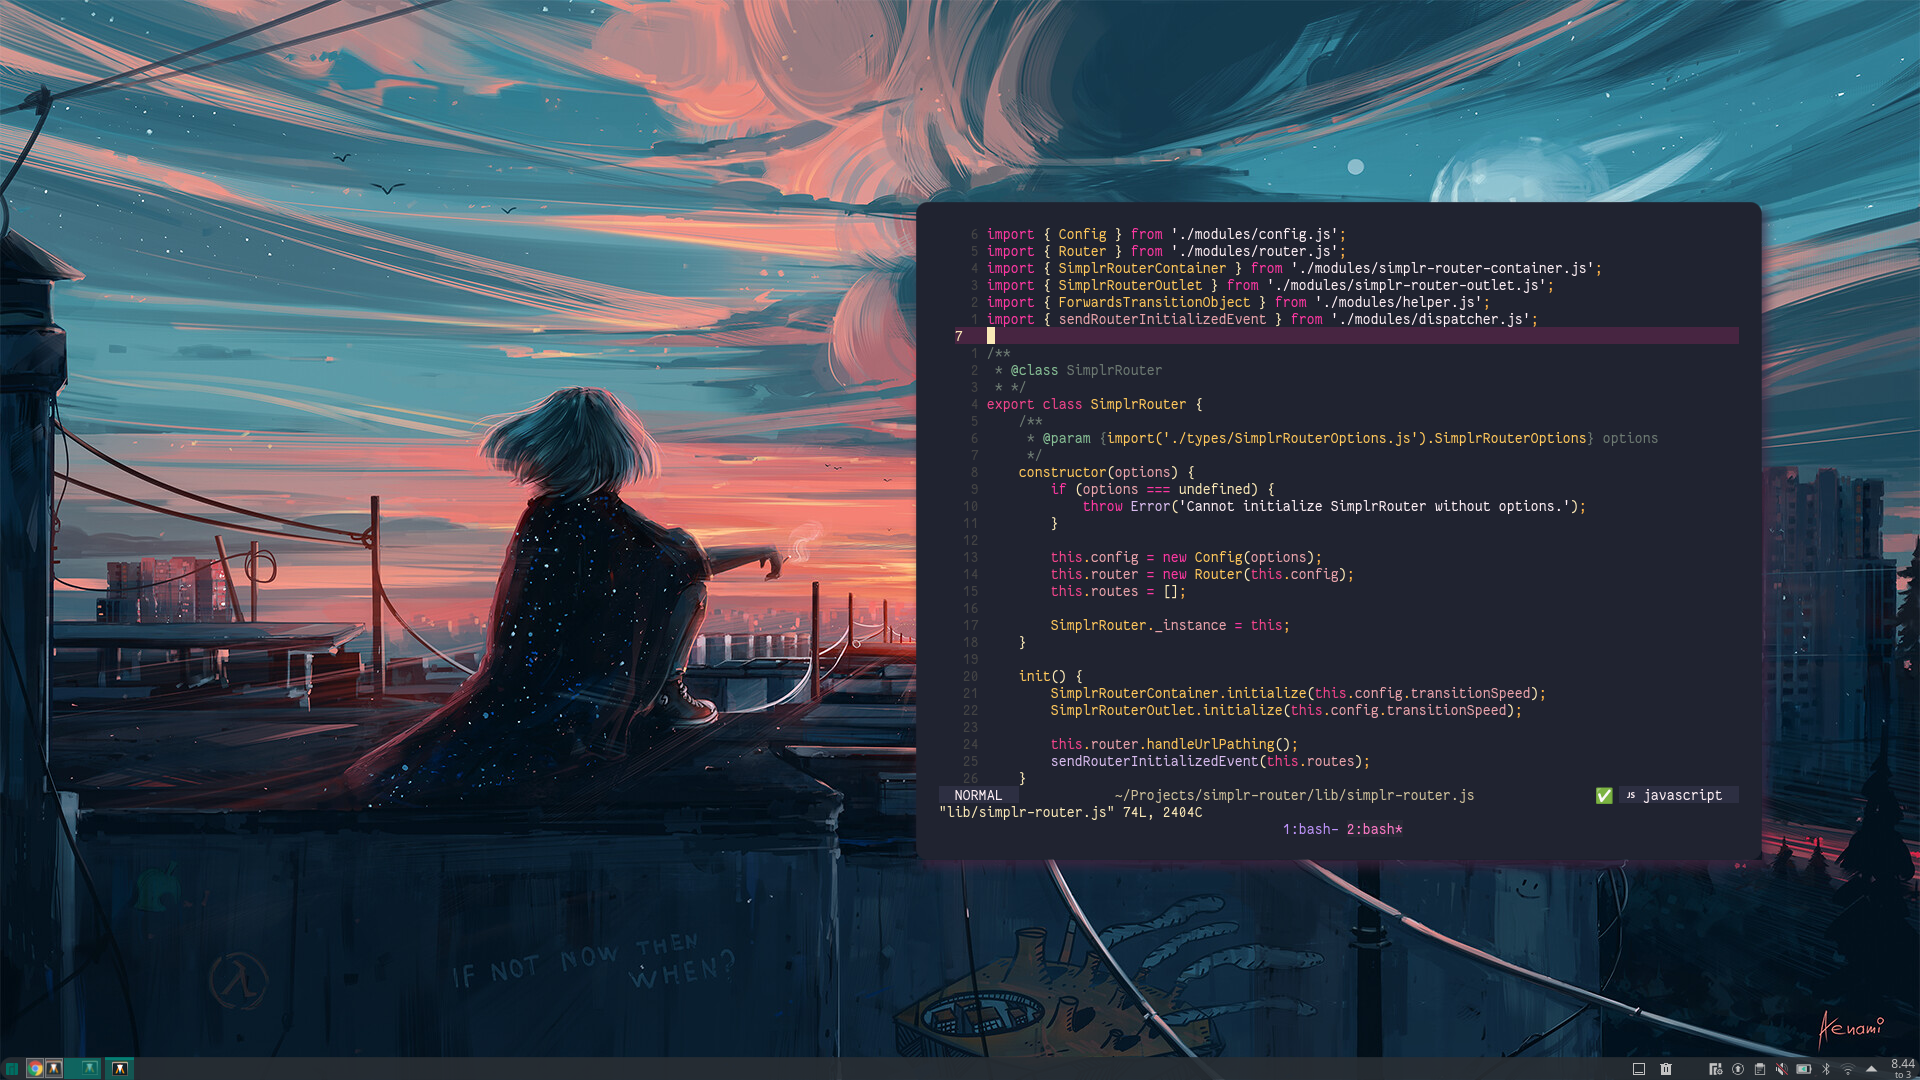 6 import { Config } from './modules/config.js';
5 import { Router } from './modules/router.js';
4 import { SimplrRouterContainer } from './modules/simplr-router-container.js';
3 import { SimplrRouterOutlet } from './modules/simplr-router-outlet.js';
2 import { ForwardsTransitionObject } from './modules/helper.js';
1 import { sendRouterInitializedEvent } from './modules/dispatcher.js';
7
1 /**
2  * @class SimplrRouter
3  * */
4 export class SimplrRouter {
5     /**
6      * @param {import('./types/SimplrRouterOptions.js').SimplrRouterOptions} options
7      */
8     constructor(options) {
9         if (options === undefined) {
10             throw Error('Cannot initialize SimplrRouter without options.');
11         }
12
13         this.config = new Config(options);
14         this.router = new Router(this.config);
15         this.routes = [];
16
17         SimplrRouter._instance = this;
18     }
19
20     init() {
21         SimplrRouterContainer.initialize(this.config.transitionSpeed);
22         SimplrRouterOutlet.initialize(this.config.transitionSpeed);
23
24         this.router.handleUrlPathing();
25         sendRouterInitializedEvent(this.routes);
26     }
NORMAL ~/Projects/simplr-router/lib/simplr-router.js ✅ JS javascript
"lib/simplr-router.js" 74L, 2404C
1:bash- 2:bash*
IF NOT NOW THEN
WHEN?
Aenami
8.44
to 3